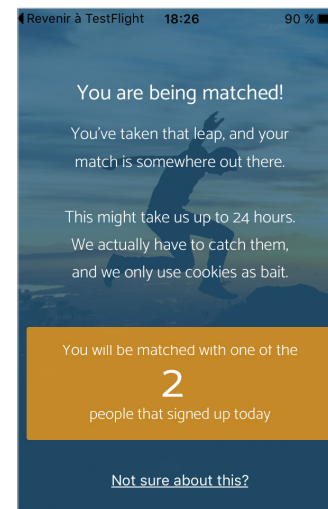 Revenir à TestFlight 18:26 90 %
You are being matched!
You've taken that leap, and your
match is somewhere out there.
This might take us up to 24 hours.
We actually have to catch them,
and we only use cookies as bait.
You will be matched with one of the
2
people that signed up today
Not sure about this?